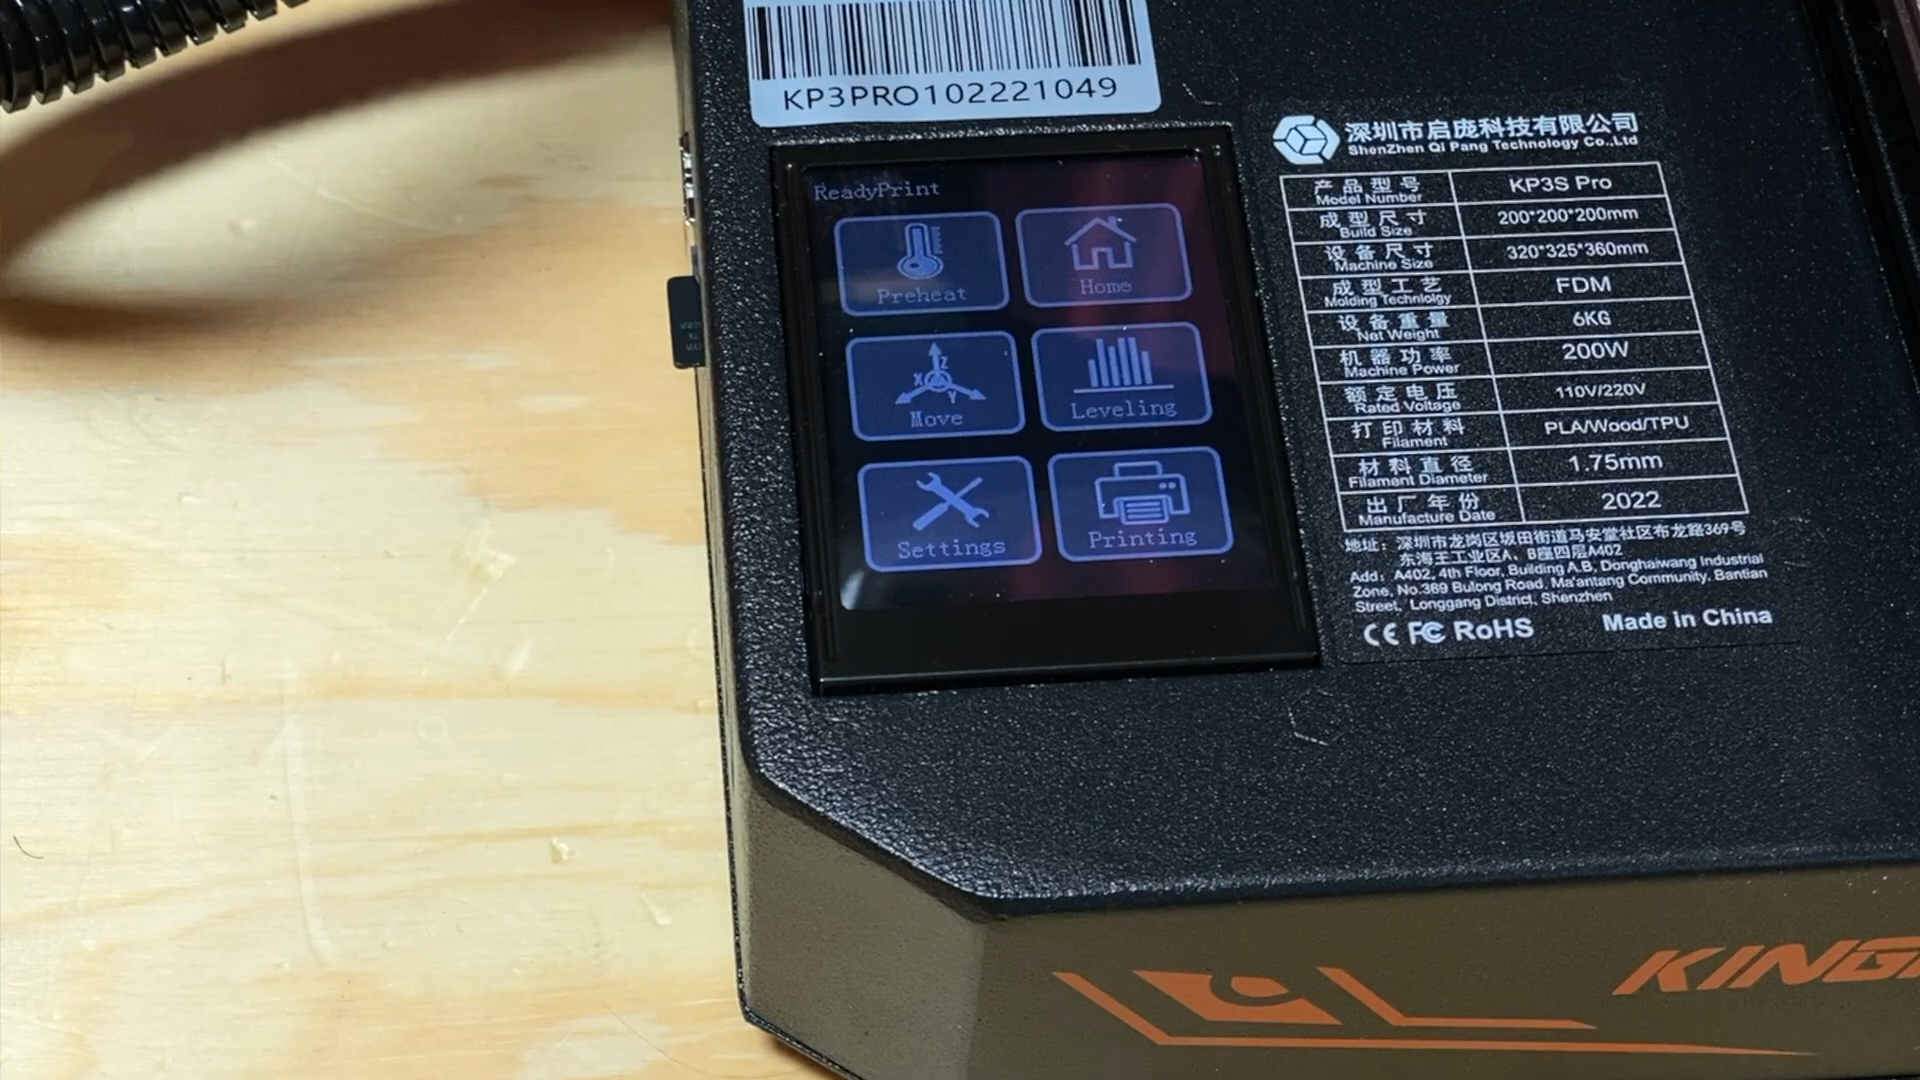 KP3PRO102221049
深圳市启庞科技有限公司
ShenZhen Qi Pang Technology Co.,Ltd
ReadyPrint
Preheat
Home
Move
X
Y
Z
Leveling
Settings
Printing
产品型号
Model Number
KP3S Pro
成型尺寸
Build Size
200*200*200mm
设备尺寸
Machine Size
320*325*360mm
成型工艺
Molding Technlolgy
FDM
设备重量
Net Weight
6KG
机器功率
Machine Power
200W
额定电压
Rated Voltage
110V/220V
打印材料
Filament
PLA/Wood/TPU
材料直径
Filament Diameter
1.75mm
出厂年份
Manufacture Date
2022
地址：深圳市龙岗区坂田街道马安堂社区布龙路369号
东海王工业区A、B座四层A402
Add：A402, 4th Floor, Building A.B, Donghaiwang Industrial
Zone, No.369 Bulong Road, Ma'antang Community, Bantian
Street, Longgang District, Shenzhen
CE FC RoHS
Made in China
KING